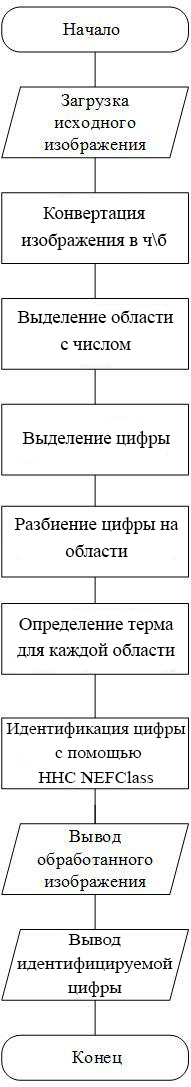 Начало
Загрузка
исходного
изображения
Конвертация
изображения в ч\б
Выделение области
с числом
Выделение цифры
Разбиение цифры на
области
Определение терма
для каждой области
Идентификация цифры
с помощью
ННС NEFClass
Вывод
обработанного
изображения
Вывод
идентифицируемой
цифры
Конец